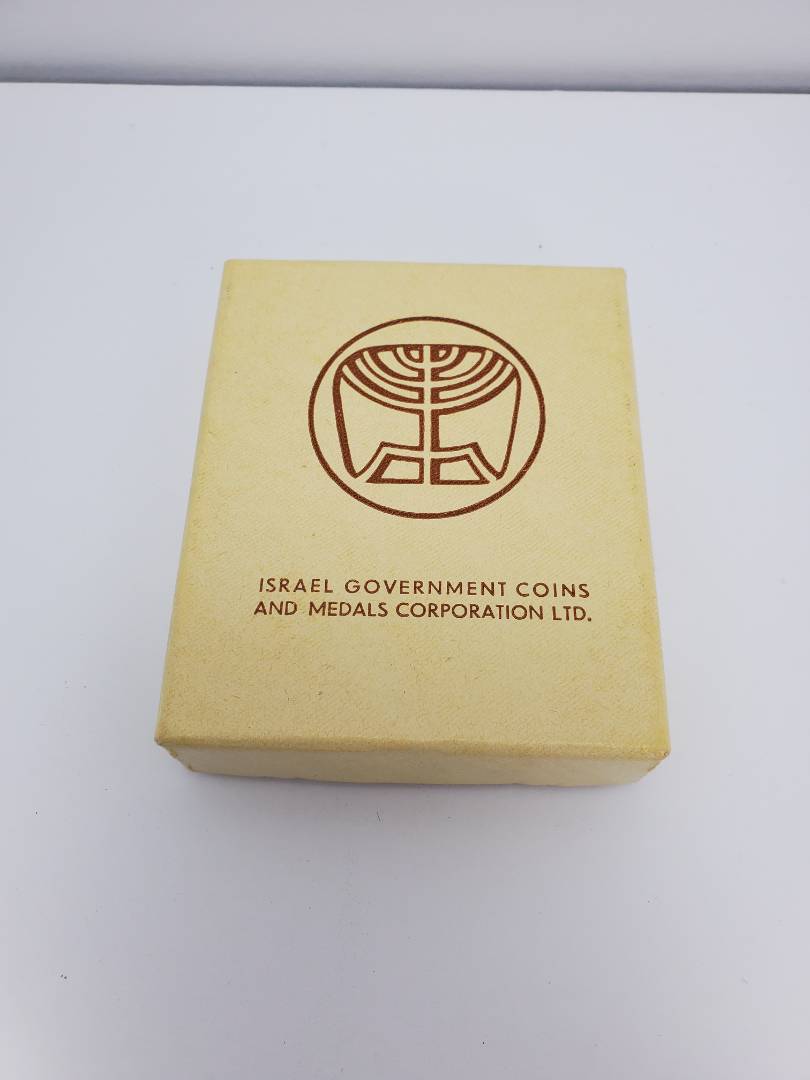 ISRAEL GOVERNMENT COINS
AND MEDALS CORPORATION LTD.